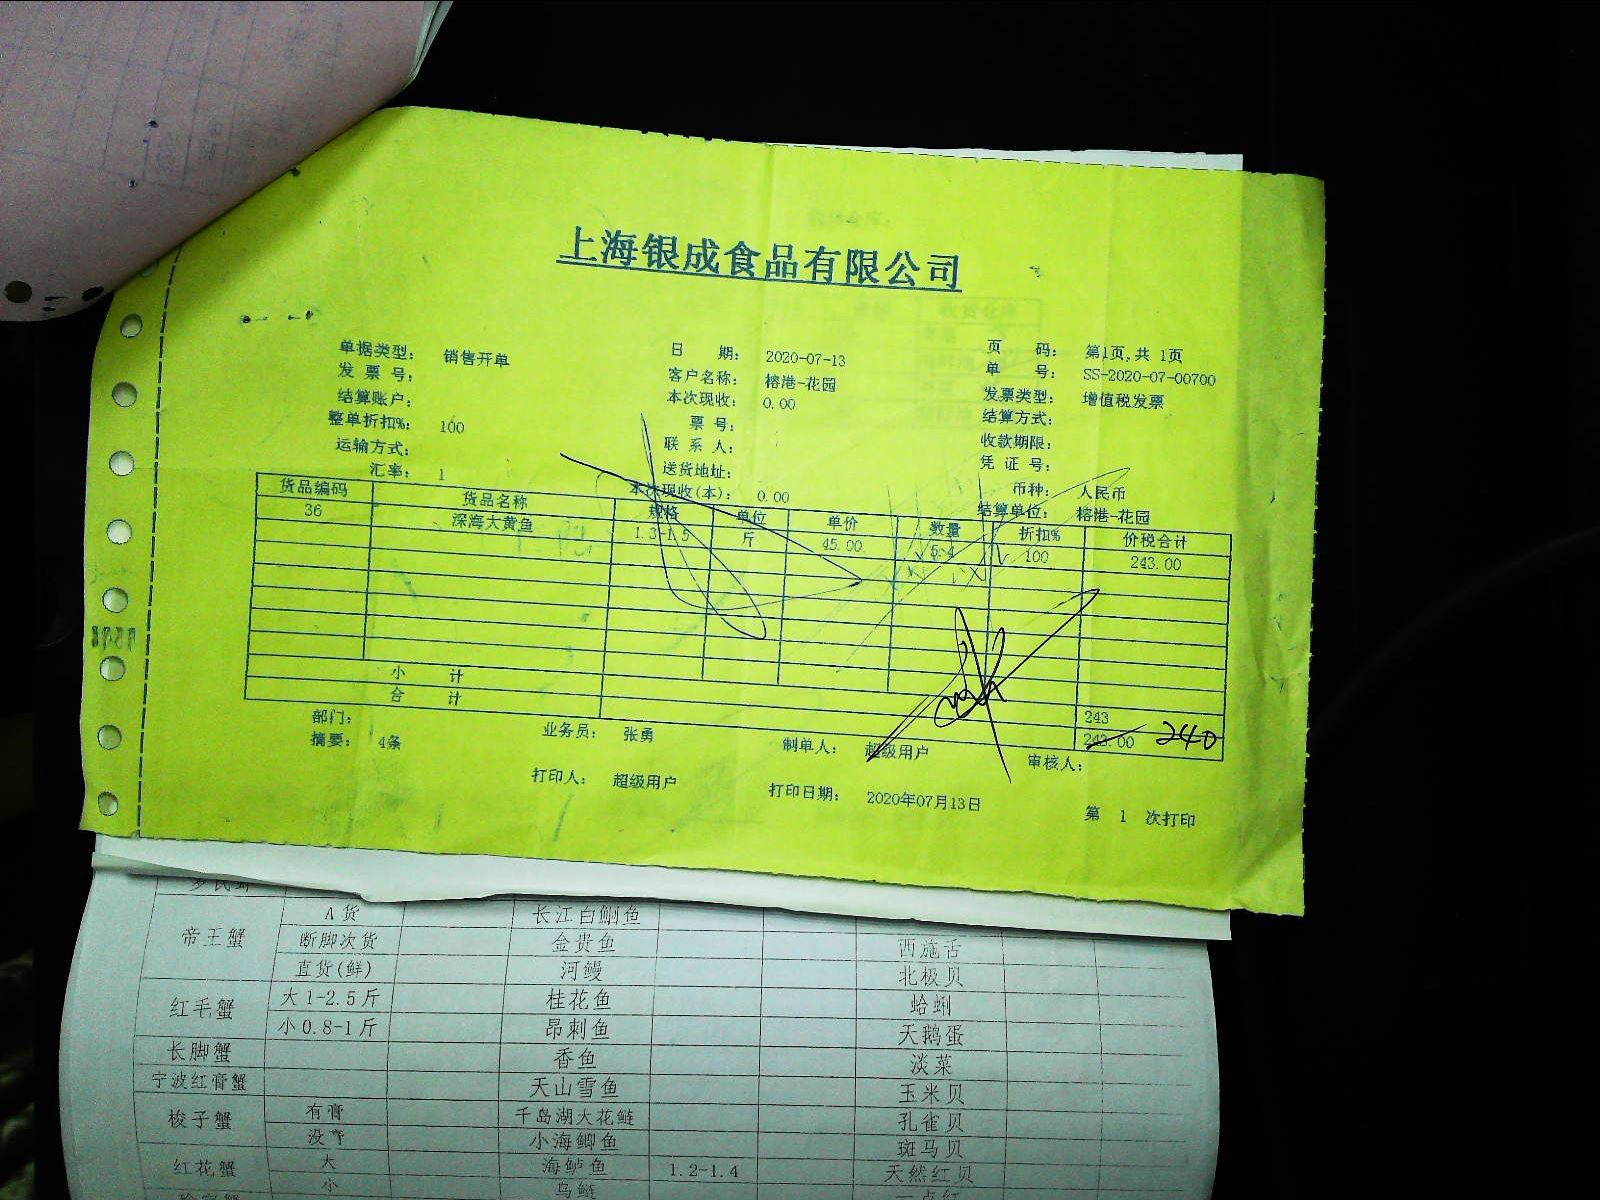 上海银成食品有限公司
单据类型： 销售开单 日 期： 2020-07-13 页 码： 第1页,共 1页
发 票 号： 客户名称： 榕港-花园 单 号： SS-2020-07-00700
结算账户： 本次现收： 0.00 发票类型： 增值税发票
整单折扣%： 100 票 号： 结算方式：
运输方式： 联 系 人： 收款期限：
汇率： 1 送货地址： 凭 证 号：
本次现收(本)： 0.00 币种： 人民币
结算单位： 榕港-花园
货品编码 货品名称 规格 单位 单价 数量 折扣% 价税合计
36 深海大黄鱼 1.3-1.5 斤 45.00 5.4 100 243.00
小 计 243
合 计 243.00 240
部门： 业务员： 张勇 制单人： 超级用户 审核人：
摘要： 4条
打印人： 超级用户 打印日期： 2020年07月13日 第 1 次打印
A货 长江白鮰鱼
帝王蟹 断脚次货 金贵鱼 西施舌
直货(鲜) 河鳗 北极贝
红毛蟹 大1-2.5斤 桂花鱼 蛤蜊
小0.8-1斤 昂刺鱼 天鹅蛋
长脚蟹 香鱼 淡菜
宁波红膏蟹 天山雪鱼 玉米贝
梭子蟹 有膏 千岛湖大花鲢 孔雀贝
没膏 小海鲫鱼 斑马贝
红花蟹 大 海鲈鱼 1.2-1.4 天然红贝
小 乌鲢